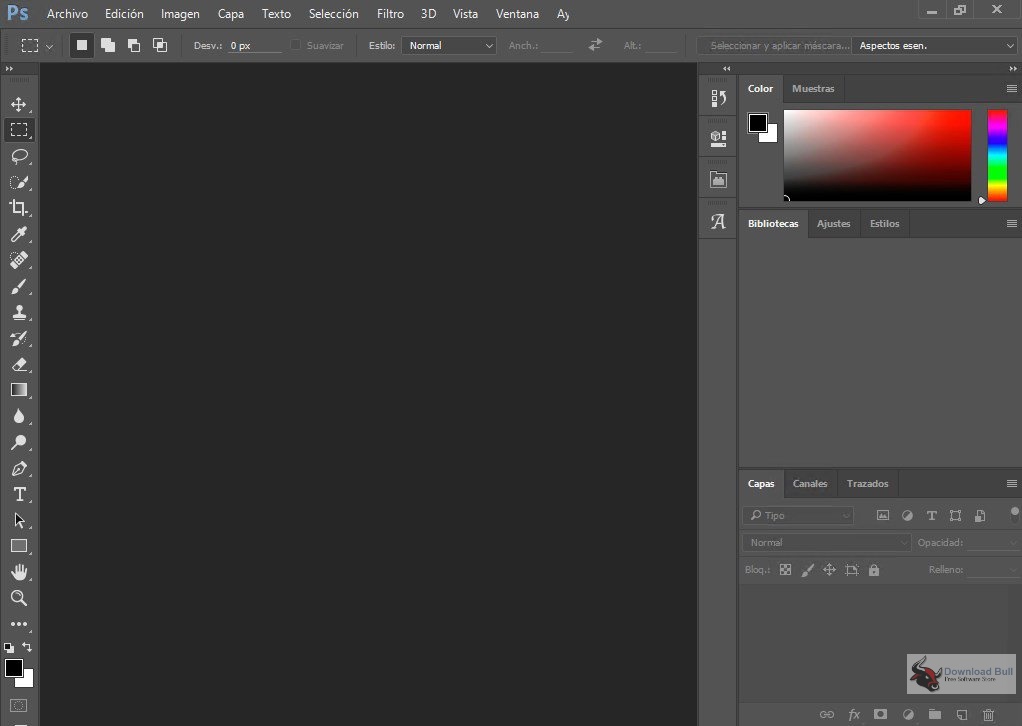 Ps Archivo Edición Imagen Capa Texto Selección Filtro 3D Vista Ventana Ay
Desv.: 0 px Suavizar Estilo: Normal Anch.: Alt.: Seleccionar y aplicar máscara... Aspectos esen.
Color Muestras
Bibliotecas Ajustes Estilos
Capas Canales Trazados
Tipo
Normal Opacidad:
Bloq.: Relleno:
Download Bull
Free Software Store
fx